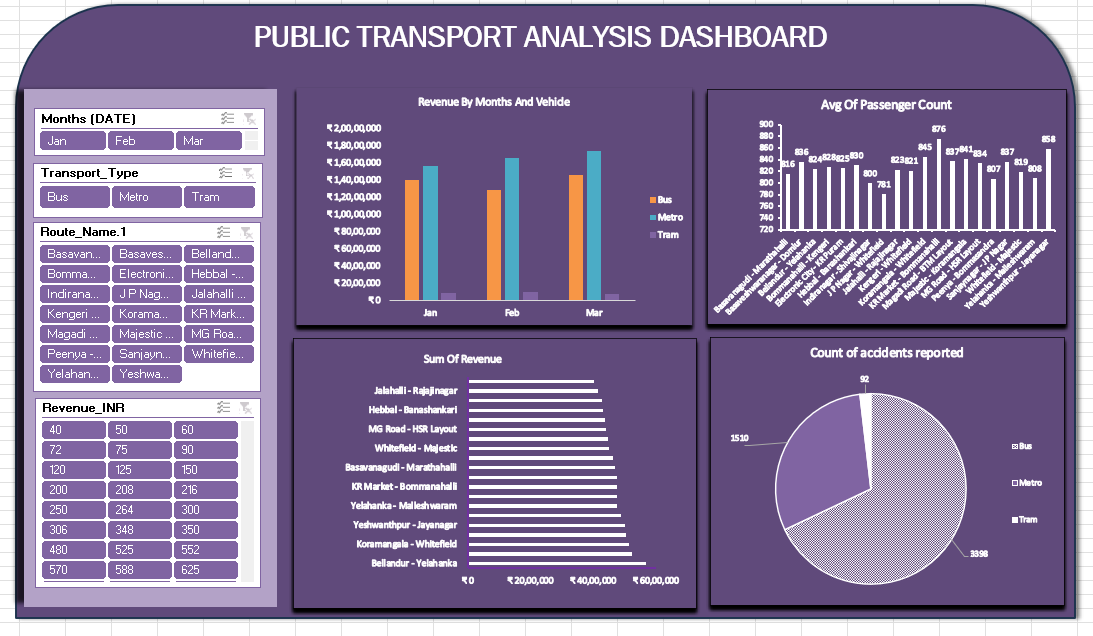 PUBLIC TRANSPORT ANALYSIS DASHBOARD
Months (DATE)
Jan Feb Mar
Transport_Type
Bus Metro Tram
Route_Name.1
Basavan... Basaves... Belland...
Bomma... Electroni... Hebbal -...
Indirana... J P Nag... Jalahalli ...
Kengeri ... Korama... KR Mark...
Magadi ... Majestic ... MG Roa...
Peenya -... Sanjayn... Whitefie...
Yelahan... Yeshwa...
Revenue_INR
40 50 60
72 75 90
120 125 150
200 208 216
250 264 300
306 348 350
480 525 552
570 588 625
Revenue By Months And Vehicle
₹ 2,00,00,000
₹ 1,80,00,000
₹ 1,60,00,000
₹ 1,40,00,000
₹ 1,20,00,000
₹ 1,00,00,000
₹ 80,00,000
₹ 60,00,000
₹ 40,00,000
₹ 20,00,000
₹ 0
Jan Feb Mar
Bus
Metro
Tram
Avg Of Passenger Count
900
880
860
840
820
800
780
760
740
720
816 836 824 828 825 830 800 781 823 821 845 876 837 841 834 807 837 819 808 858
Basavanagudi - Marathahalli
Basaveshwaranagar - Domlur
Bellandur - Yelahanka
Bommanahalli - Kengeri
Electronic City - KR Puram
Hebbal - Banashankari
Indiranagar - Shivajinagar
J P Nagar - Whitefield
Jalahalli - Rajajinagar
Kengeri - Whitefield
Koramangala - Whitefield
KR Market - Bommanahalli
Magadi Road - BTM Layout
Majestic - Koramangala
MG Road - HSR Layout
Peenya - Bommasandra
Sanjaynagar - J P Nagar
Whitefield - Majestic
Yelahanka - Malleshwaram
Yeshwanthpur - Jayanagar
Sum Of Revenue
Jalahalli - Rajajinagar
Hebbal - Banashankari
MG Road - HSR Layout
Whitefield - Majestic
Basavanagudi - Marathahalli
KR Market - Bommanahalli
Yelahanka - Malleshwaram
Yeshwanthpur - Jayanagar
Koramangala - Whitefield
Bellandur - Yelahanka
₹ 0 ₹ 20,00,000 ₹ 40,00,000 ₹ 60,00,000
Count of accidents reported
92
1510
3398
Bus
Metro
Tram